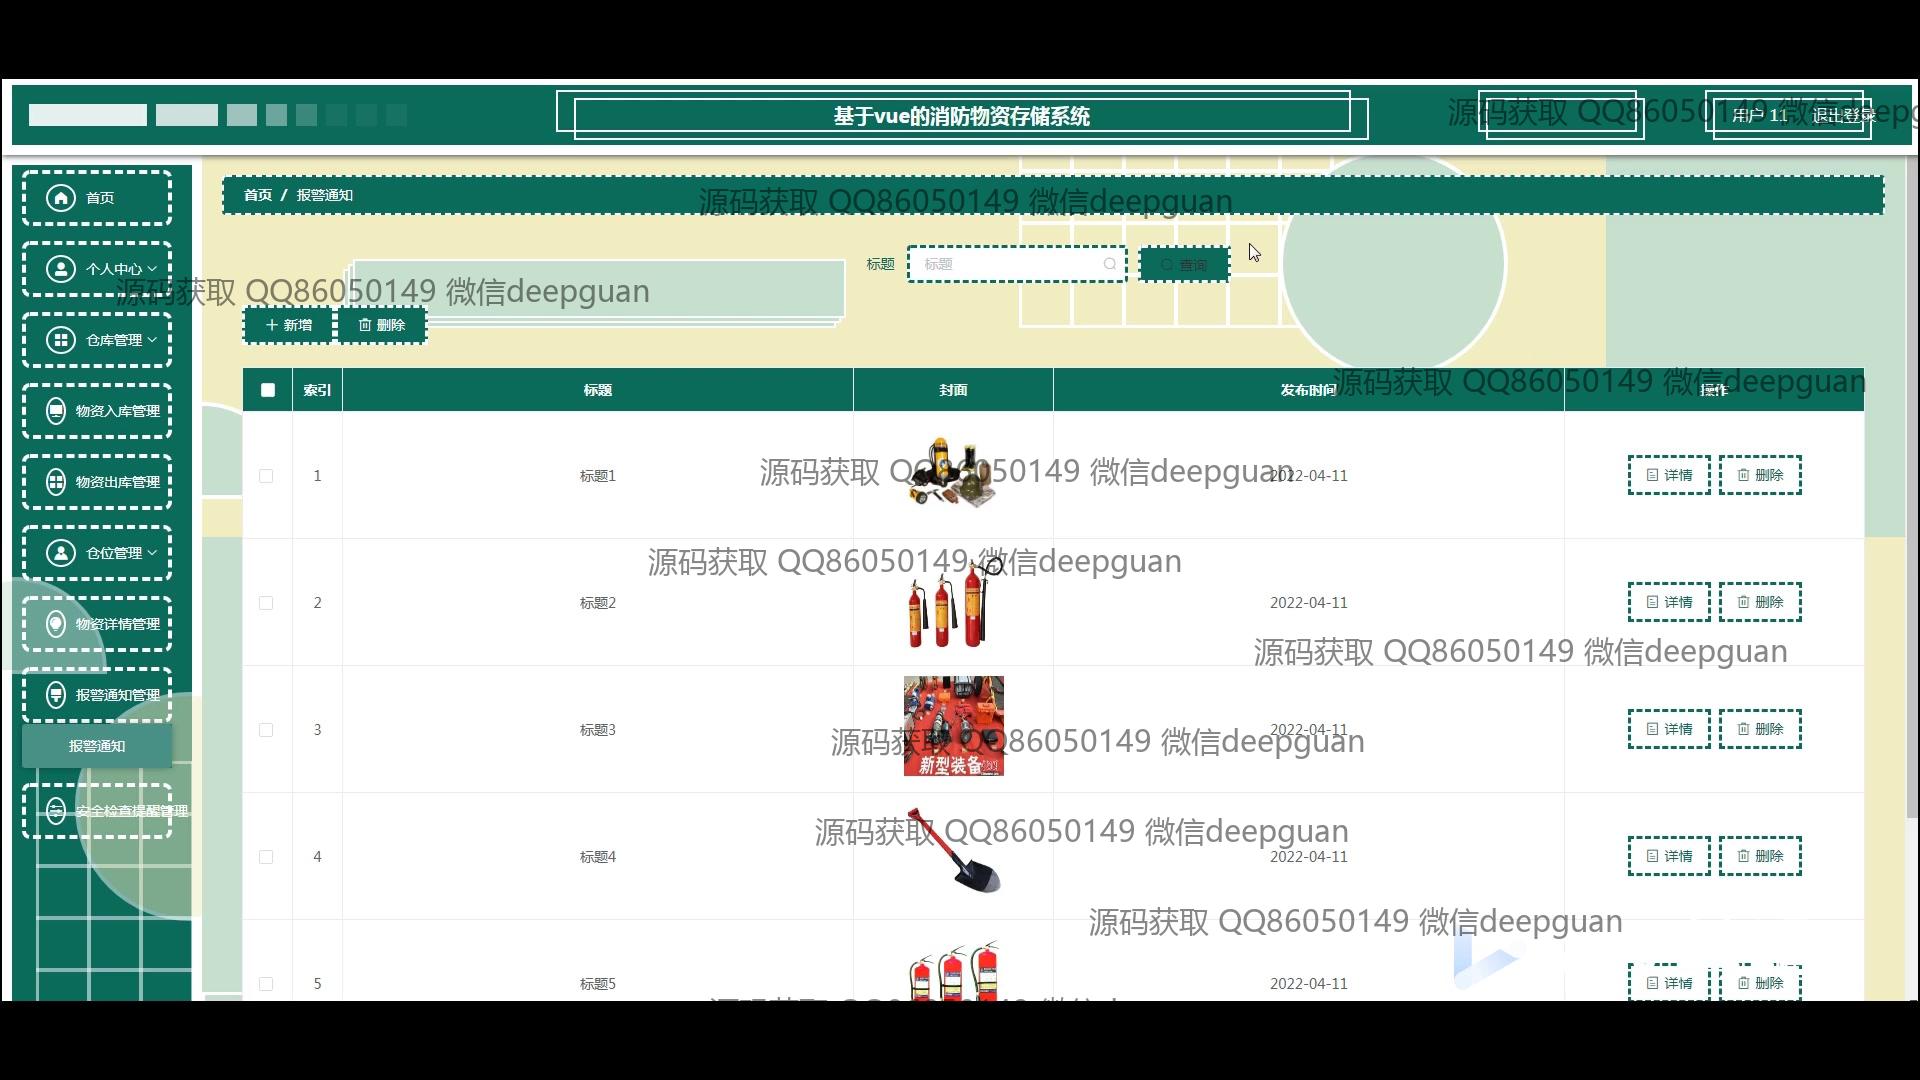 基于vue的消防物资存储系统
源码获取 QQ86050149 微信deepg
用户 11 退出登录
首页
首页 / 报警通知
源码获取 QQ86050149 微信deepguan
个人中心
标题 标题 查询
源码获取 QQ86050149 微信deepguan
仓库管理
新增 删除
索引 标题 封面 发布时间 操作
源码获取 QQ86050149 微信deepguan
物资入库管理
1 标题1 2022-04-11 详情 删除
源码获取 QQ86050149 微信deepguan
物资出库管理
仓位管理
源码获取 QQ86050149 微信deepguan
2 标题2 2022-04-11 详情 删除
物资详情管理
源码获取 QQ86050149 微信deepguan
报警通知管理
3 标题3 2022-04-11 详情 删除
源码获取 QQ86050149 微信deepguan
报警通知
新型装备
安全检查提醒管理
源码获取 QQ86050149 微信deepguan
4 标题4 2022-04-11 详情 删除
源码获取 QQ86050149 微信deepguan
5 标题5 2022-04-11 详情 删除